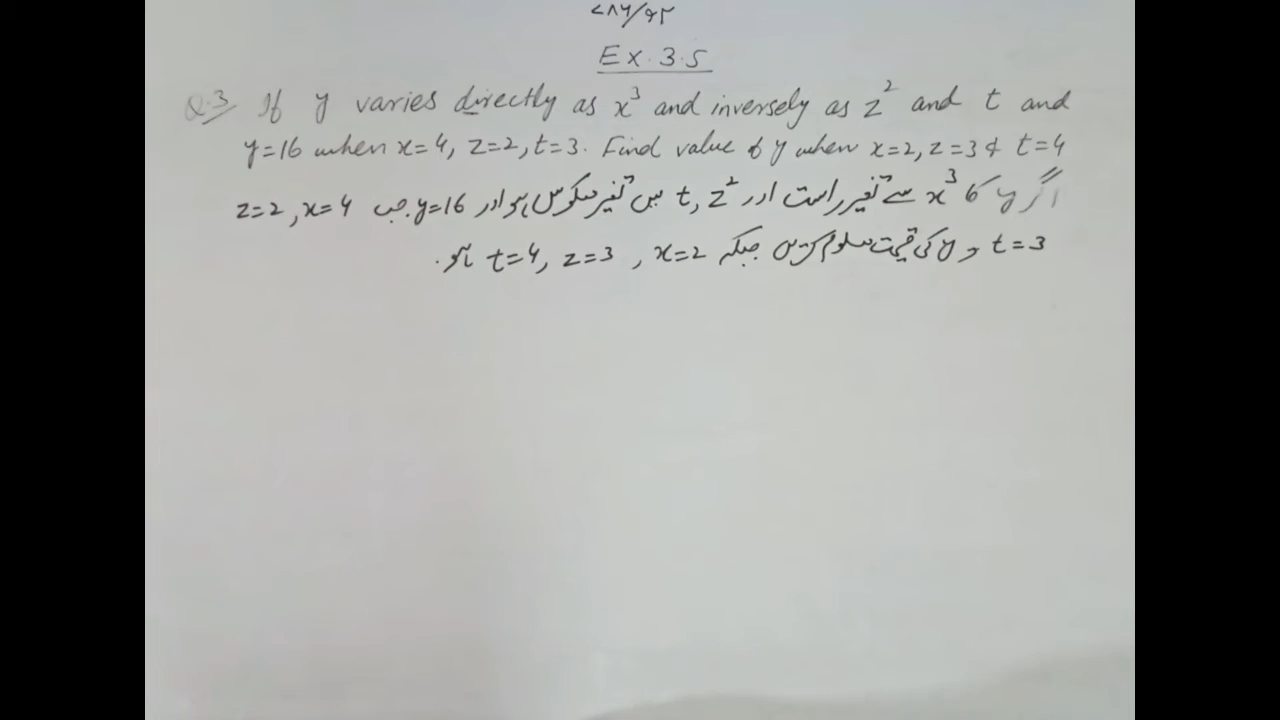 ۷۸۶/۹۲
Ex. 3.5
Q.3 If y varies directly as x³ and inversely as z² and t and
y=16 when x=4, z=2, t=3. Find value of y when x=2, z=3 & t=4
اگر y کا x³ سے تغیر راست اور z² ,t میں تغیر معکوس ہو اور y=16 جب x=4 ,z=2
t=3 و y کی قیمت معلوم کریں جبکہ x=2 , z=3 ,t=4 ہو۔